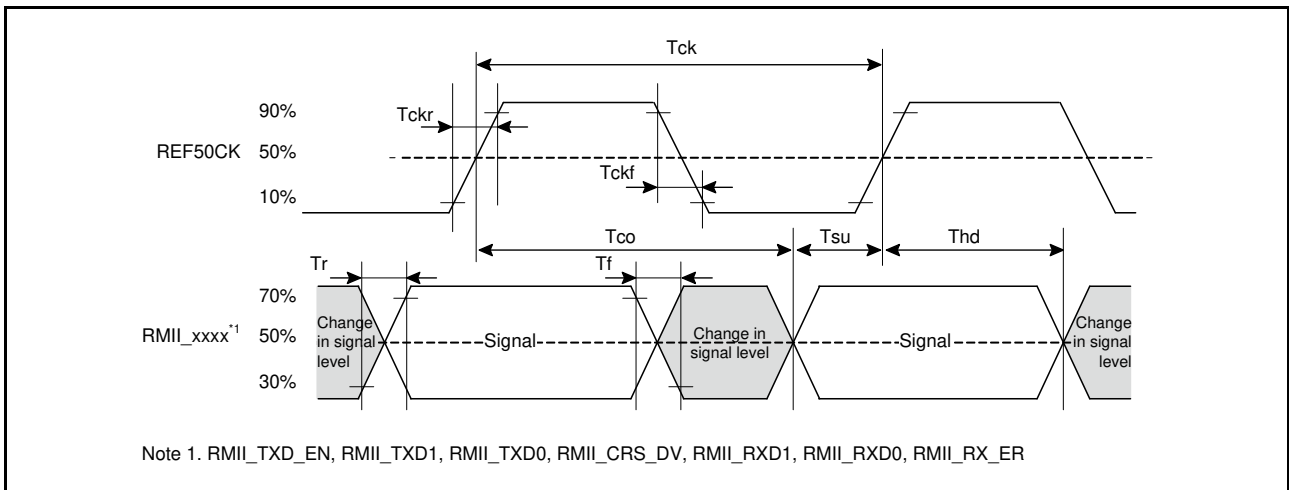 Tck
90%
Tckr
REF50CK 50%
Tckf
10%
Tco Tsu Thd
Tr Tf
70%
RMII_xxxx*1 50%
Change in signal level
Signal
Change in signal level
Signal
Change in signal level
30%
Note 1. RMII_TXD_EN, RMII_TXD1, RMII_TXD0, RMII_CRS_DV, RMII_RXD1, RMII_RXD0, RMII_RX_ER